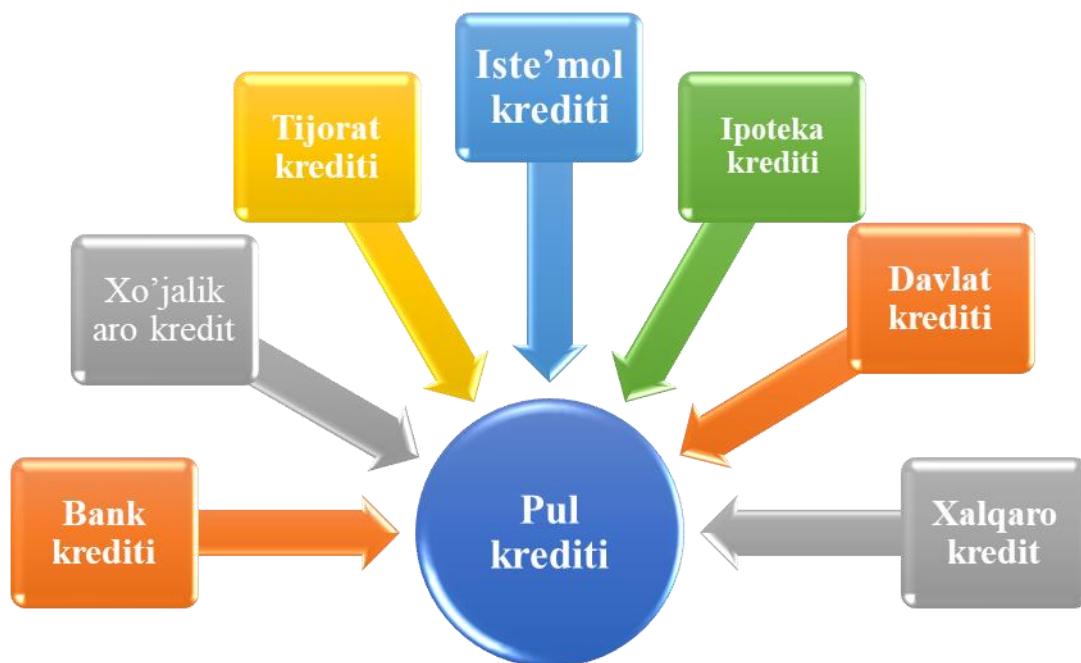 Bank
krediti
Xo’jalik
aro kredit
Tijorat
krediti
Iste’mol
krediti
Ipoteka
krediti
Davlat
krediti
Xalqaro
kredit
Pul
krediti